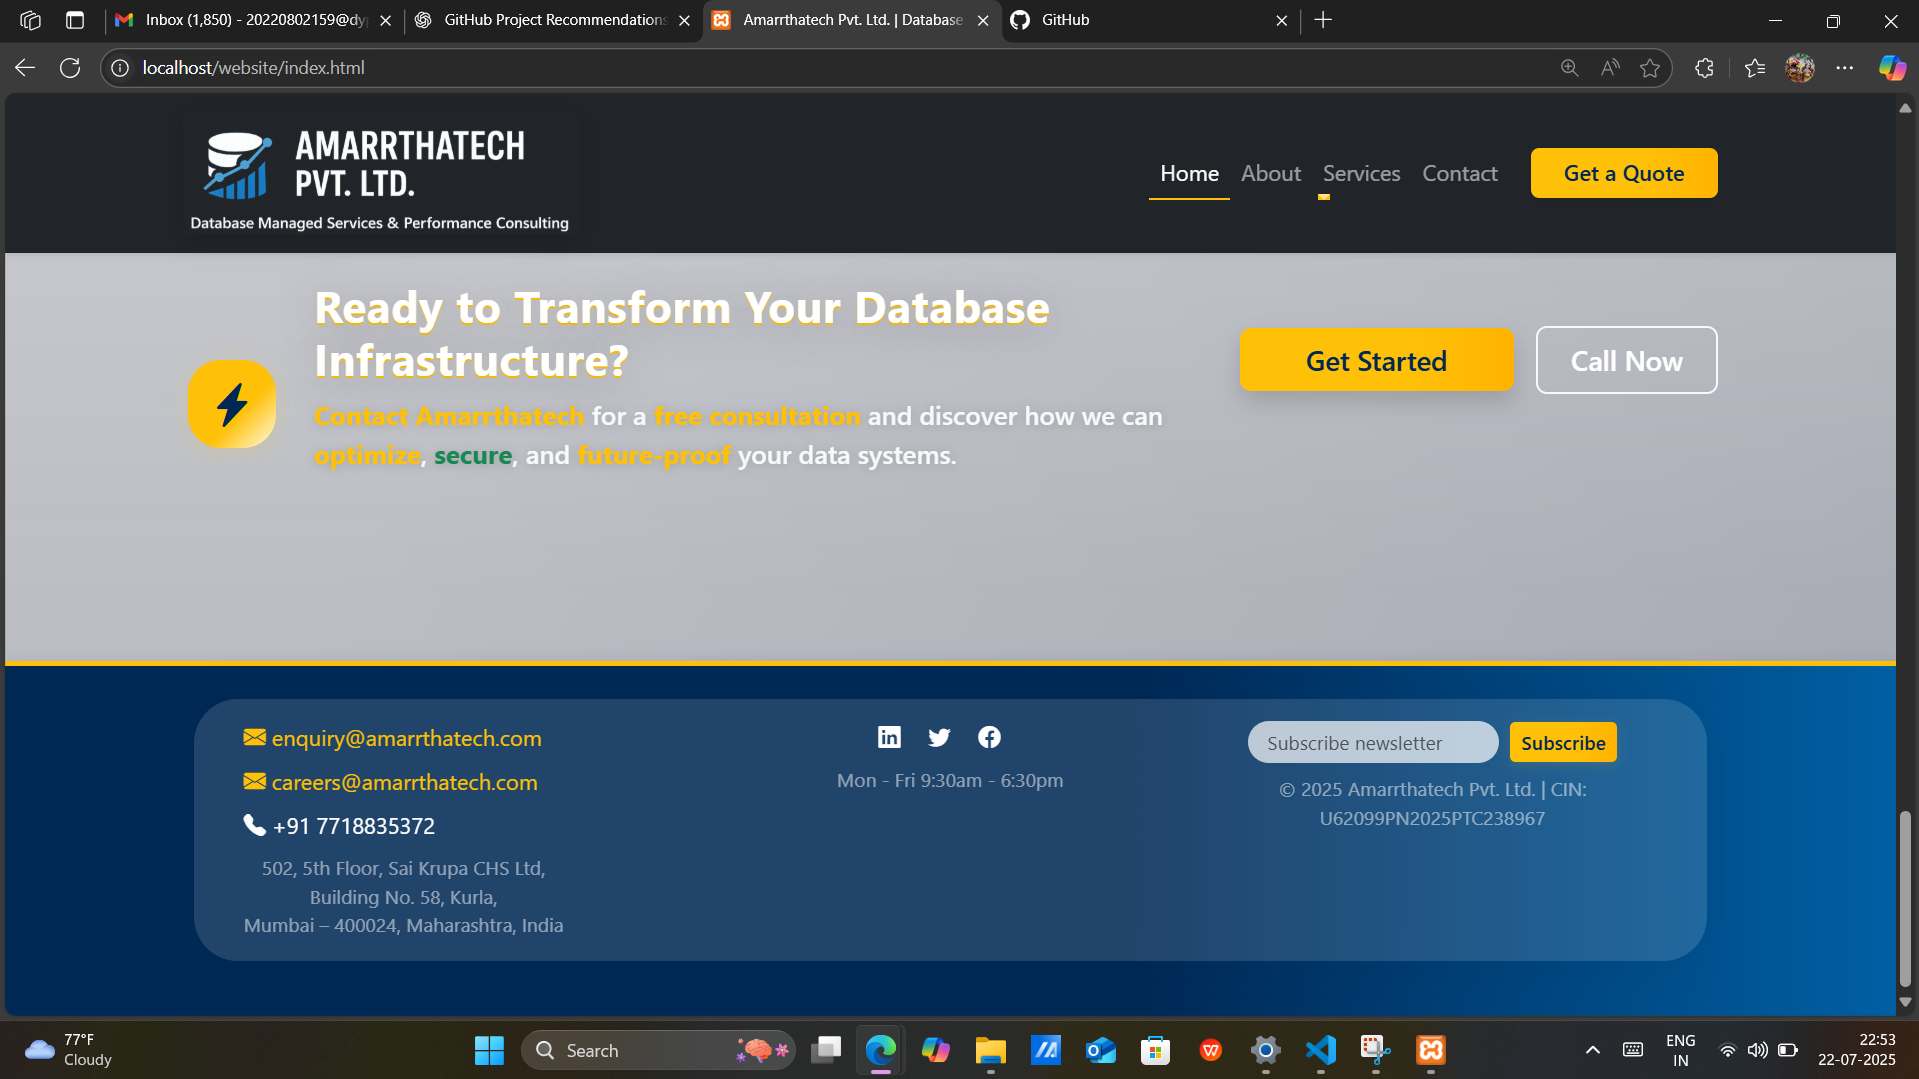 Inbox (1,850) - 20220802159@dy
GitHub Project Recommendations
Amarrthatech Pvt. Ltd. | Database
GitHub
localhost/website/index.html
AMARRTHATECH
PVT. LTD.
Database Managed Services & Performance Consulting
Home
About
Services
Contact
Get a Quote
Ready to Transform Your Database
Infrastructure?
Contact Amarrthatech for a free consultation and discover how we can
optimize, secure, and future-proof your data systems.
Get Started
Call Now
enquiry@amarrthatech.com
careers@amarrthatech.com
+91 7718835372
502, 5th Floor, Sai Krupa CHS Ltd,
Building No. 58, Kurla,
Mumbai – 400024, Maharashtra, India
Mon - Fri 9:30am - 6:30pm
Subscribe newsletter
Subscribe
© 2025 Amarrthatech Pvt. Ltd. | CIN:
U62099PN2025PTC238967
77°F
Cloudy
Search
ENG
IN
22:53
22-07-2025